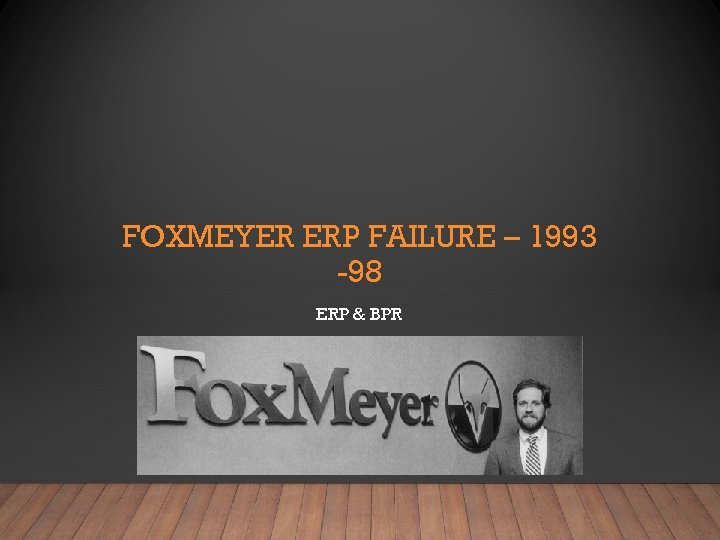 FOXMEYER ERP FAILURE – 1993
-98
ERP & BPR
FoxMeyer